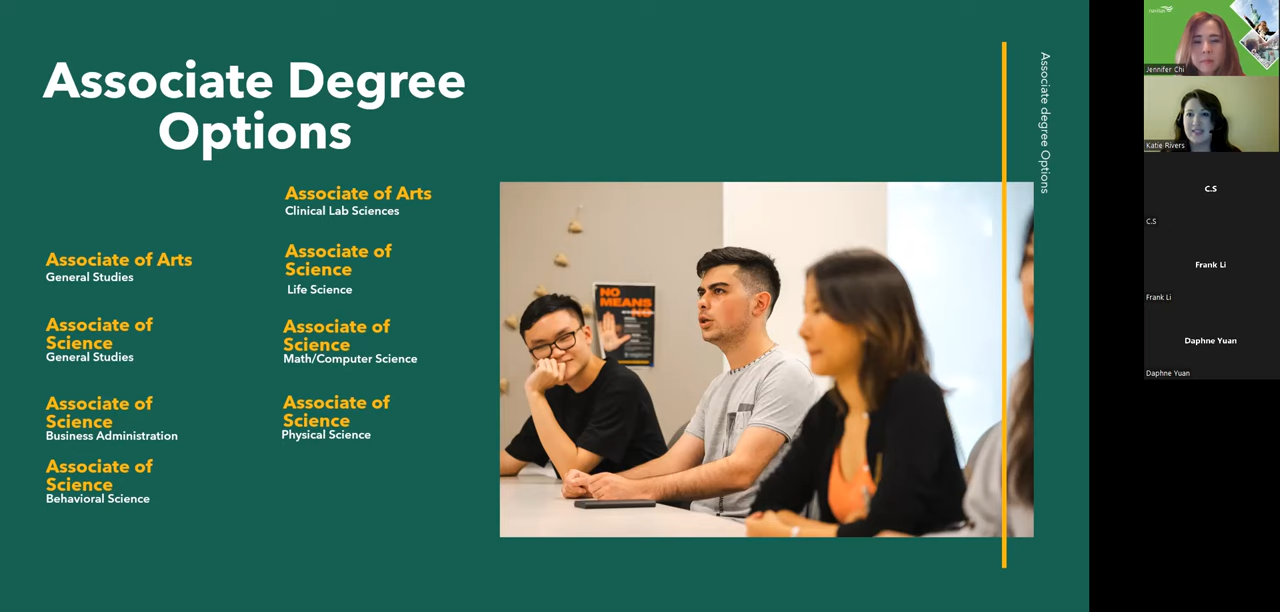 Associate Degree
Options
Associate of Arts
General Studies
Associate of
Science
General Studies
Associate of
Science
Business Administration
Associate of
Science
Behavioral Science
Associate of Arts
Clinical Lab Sciences
Associate of
Science
Life Science
Associate of
Science
Math/Computer Science
Associate of
Science
Physical Science
NO
MEANS
NO
Associate degree Options
Jennifer Chi
Katie Rivers
C.S
C.S
Frank Li
Frank Li
Daphne Yuan
Daphne Yuan